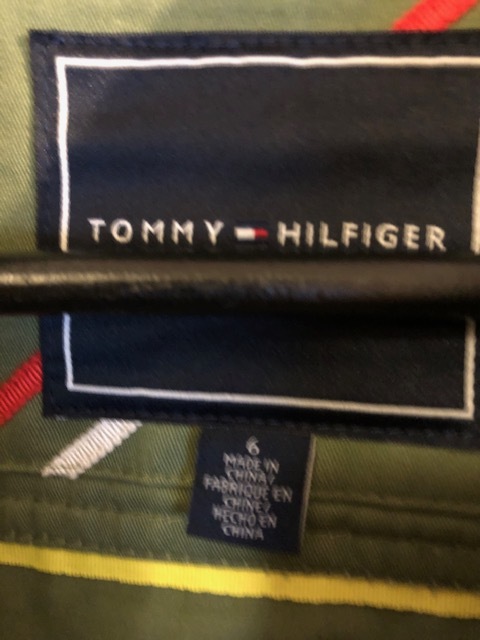 TOMMY HILFIGER
6
MADE IN
CHINA/
FABRIQUE EN
CHINE/
HECHO EN
CHINA